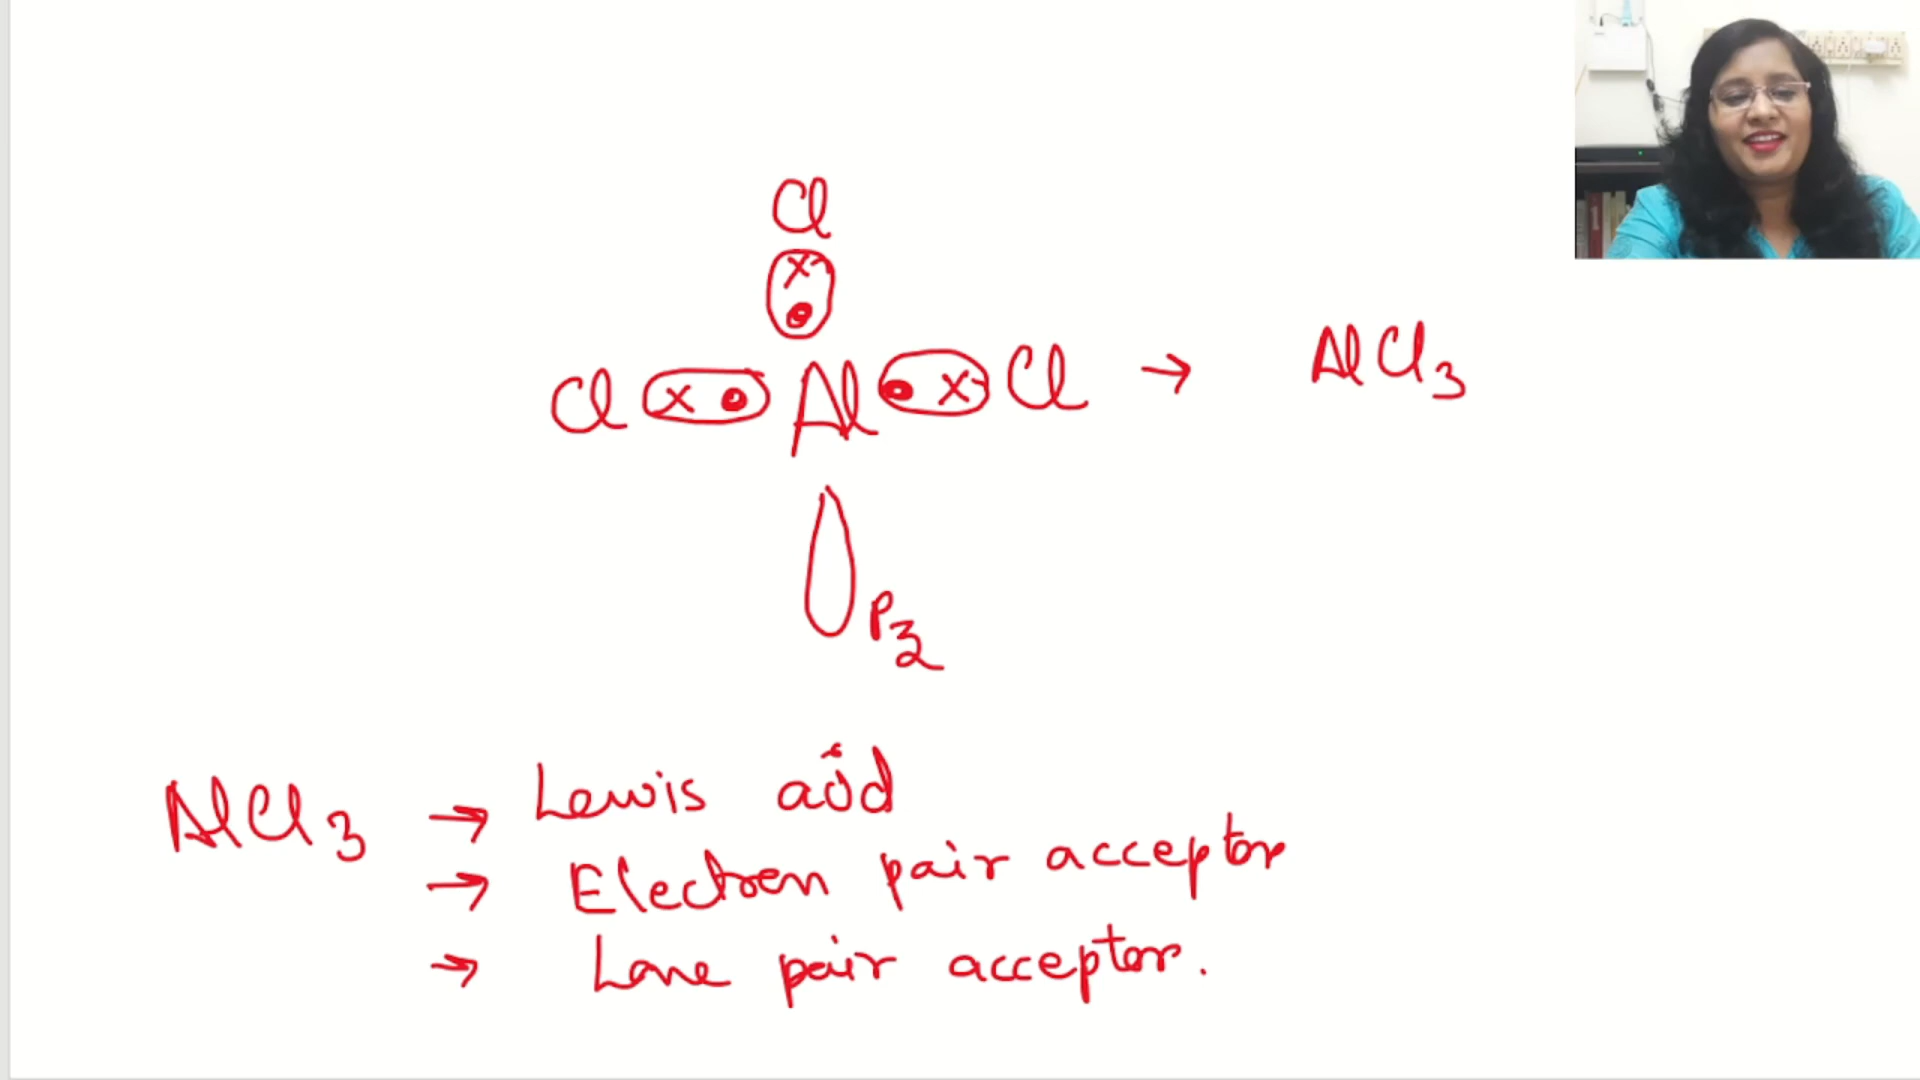 Cl
x
Cl x Al x Cl → AlCl3
Pz
AlCl3 → Lewis acid
→ Electron pair acceptor
→ Lone pair acceptor.